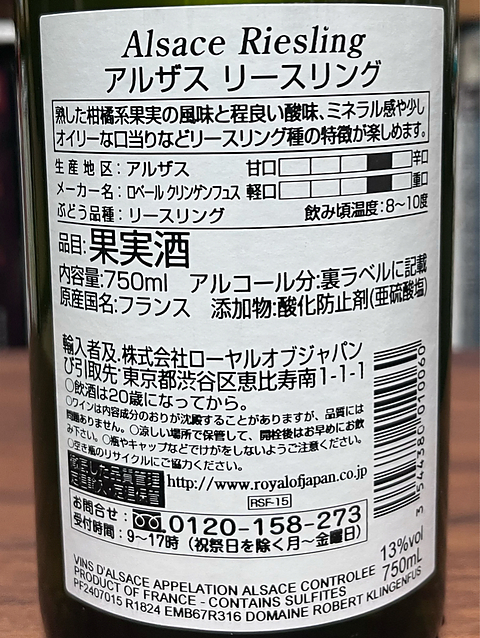 Alsace Riesling
アルザス リースリング
熟した柑橘系果実の風味と程良い酸味、ミネラル感や少し
オイリーな口当りなどリースリング種の特徴が楽しめます。
生産地区：アルザス 甘口 辛口
メーカー名：ロベール クリンゲンフュス 軽口 重口
ぶどう品種：リースリング 飲み頃温度：8～10度
品目:果実酒
内容量:750ml アルコール分:裏ラベルに記載
原産国名:フランス 添加物:酸化防止剤(亜硫酸塩)
輸入者及 . 株式会社ローヤルオブジャパン
び引取先 ・東京都渋谷区恵比寿南1-1-1
○飲酒は20歳になってから。
○ワインは内容成分のおりが沈殿することがありますが、品質には
問題ありません。○涼しい場所で保管して、開栓後はお早めにお飲
み下さい。○瓶やキャップなどでけがをしないようご注意ください。
○空き瓶のリサイクルにご協力ください。
http://www.royalofjapan.co.jp
RSF-15
お問合せ： 0120-158-273
受付時間：9～17時（祝祭日を除く月～金曜日）
3 544380 010060
13%vol
750mL
VINS D'ALSACE APPELATION ALSACE CONTROLEE
PRODUCT OF FRANCE - CONTAINS SULFITES
PF2407015 R1824 EMB67R316 DOMAINE ROBERT KLINGENFUS